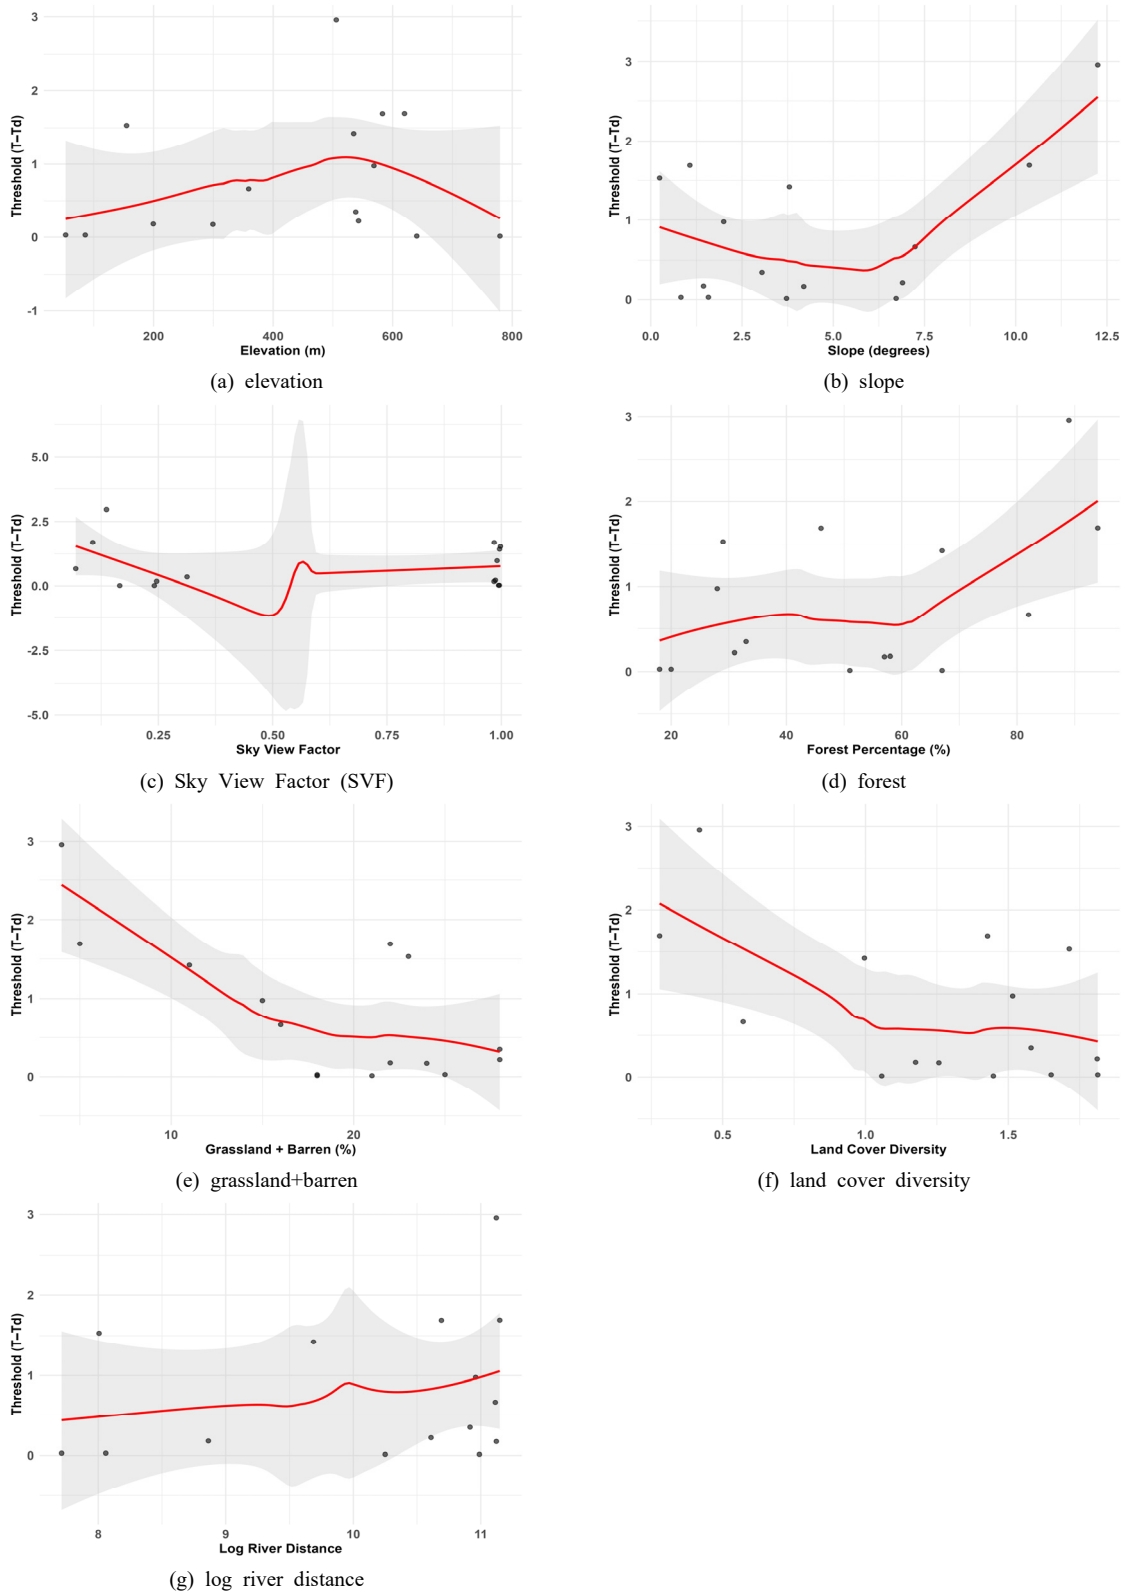 3
2
1
0
-1
Threshold (T−Td)
200 400 600 800
Elevation (m)
(a) elevation
3
2
1
0
Threshold (T−Td)
0.0 2.5 5.0 7.5 10.0 12.5
Slope (degrees)
(b) slope
5.0
2.5
0.0
-2.5
-5.0
Threshold (T−Td)
0.25 0.50 0.75 1.00
Sky View Factor
(c) Sky View Factor (SVF)
3
2
1
0
Threshold (T−Td)
20 40 60 80
Forest Percentage (%)
(d) forest
3
2
1
0
Threshold (T−Td)
10 20
Grassland + Barren (%)
(e) grassland+barren
3
2
1
0
Threshold (T−Td)
0.5 1.0 1.5
Land Cover Diversity
(f) land cover diversity
3
2
1
0
Threshold (T−Td)
8 9 10 11
Log River Distance
(g) log river distance